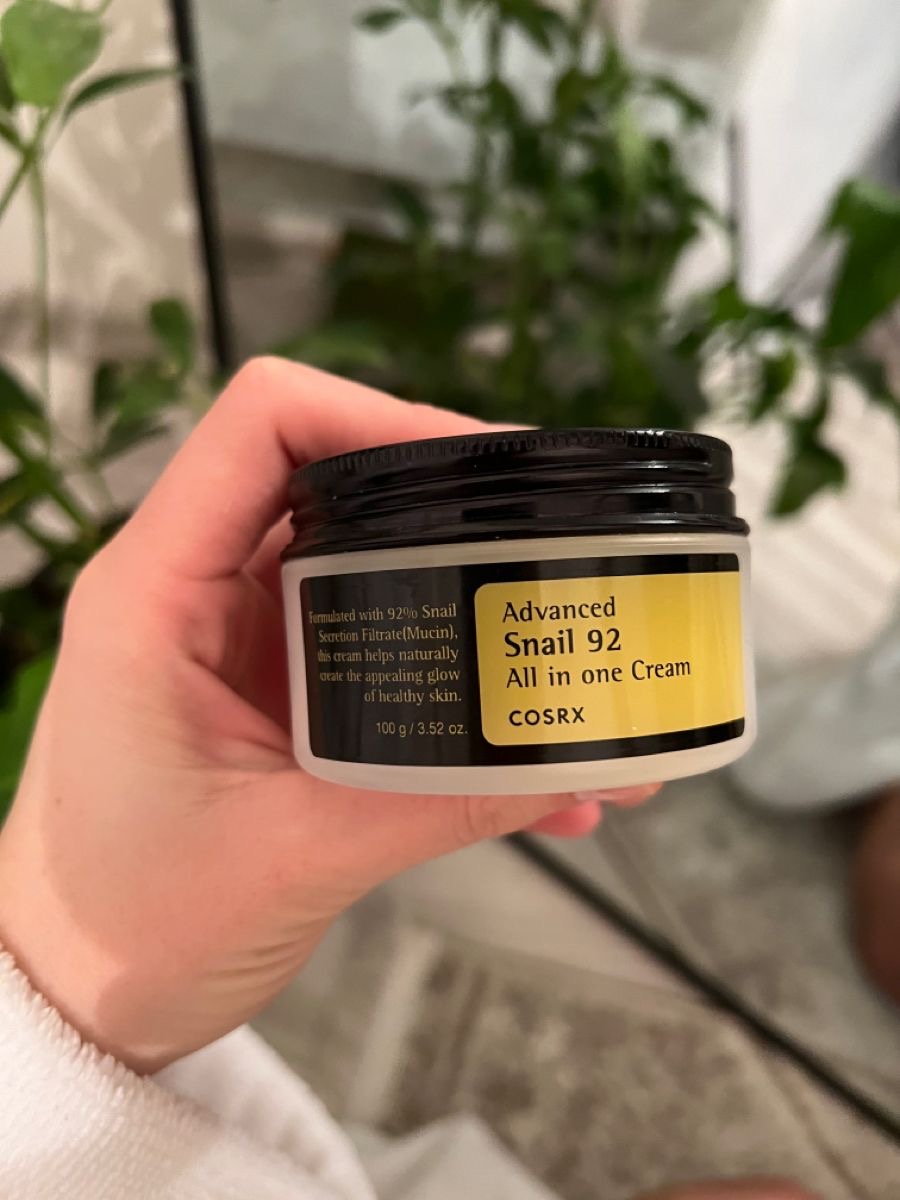 Formulated with 92% Snail
Secretion Filtrate(Mucin),
this cream helps naturally
create the appealing glow
of healthy skin.
100 g / 3.52 oz.
Advanced
Snail 92
All in one Cream
COSRX